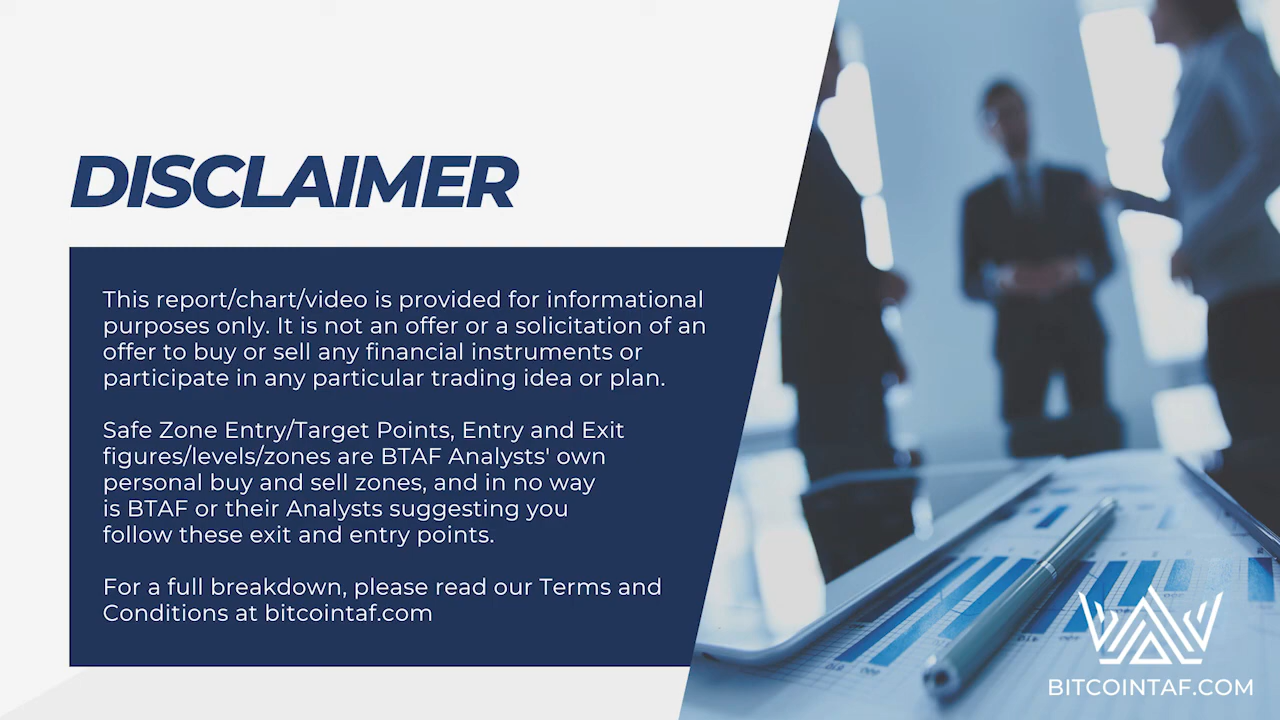 DISCLAIMER
This report/chart/video is provided for informational
purposes only. It is not an offer or a solicitation of an
offer to buy or sell any financial instruments or
participate in any particular trading idea or plan.
Safe Zone Entry/Target Points, Entry and Exit
figures/levels/zones are BTAF Analysts' own
personal buy and sell zones, and in no way
is BTAF or their Analysts suggesting you
follow these exit and entry points.
For a full breakdown, please read our Terms and
Conditions at bitcointaf.com
BITCOINTAF.COM